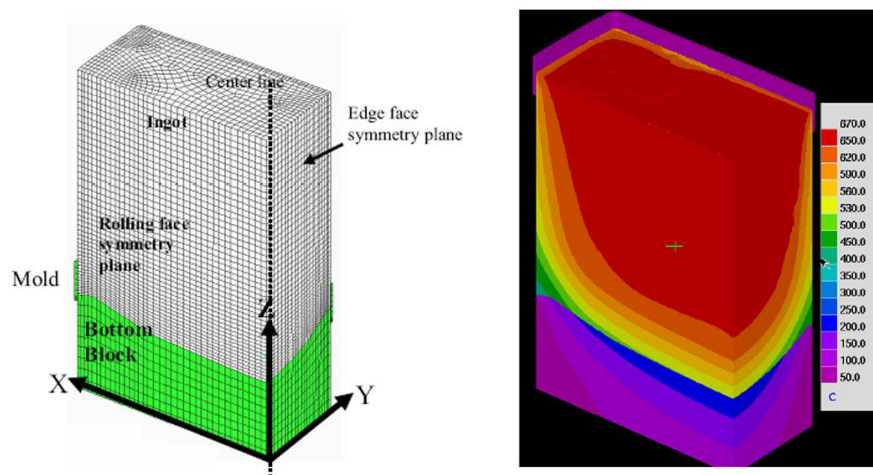 Center line
Ingot
Edge face
symmetry plane
Rolling face
symmetry
plane
Mold
Bottom
Block
Z
X
Y
670.0
650.0
620.0
590.0
560.0
530.0
500.0
450.0
400.0
350.0
300.0
250.0
200.0
150.0
100.0
50.0
C